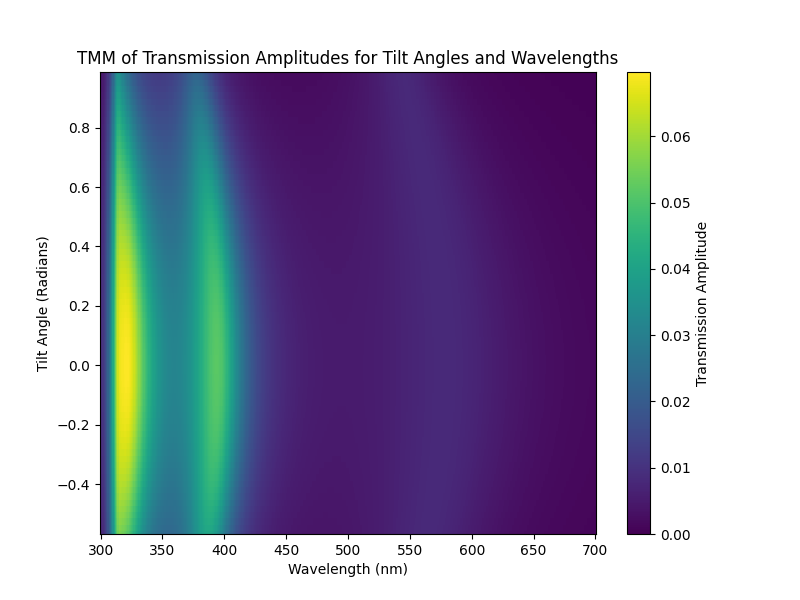 TMM of Transmission Amplitudes for Tilt Angles and Wavelengths
0.8
0.6
0.4
0.2
0.0
−0.2
−0.4
Tilt Angle (Radians)
300 350 400 450 500 550 600 650 700
Wavelength (nm)
0.06
0.05
0.04
0.03
0.02
0.01
0.00
Transmission Amplitude